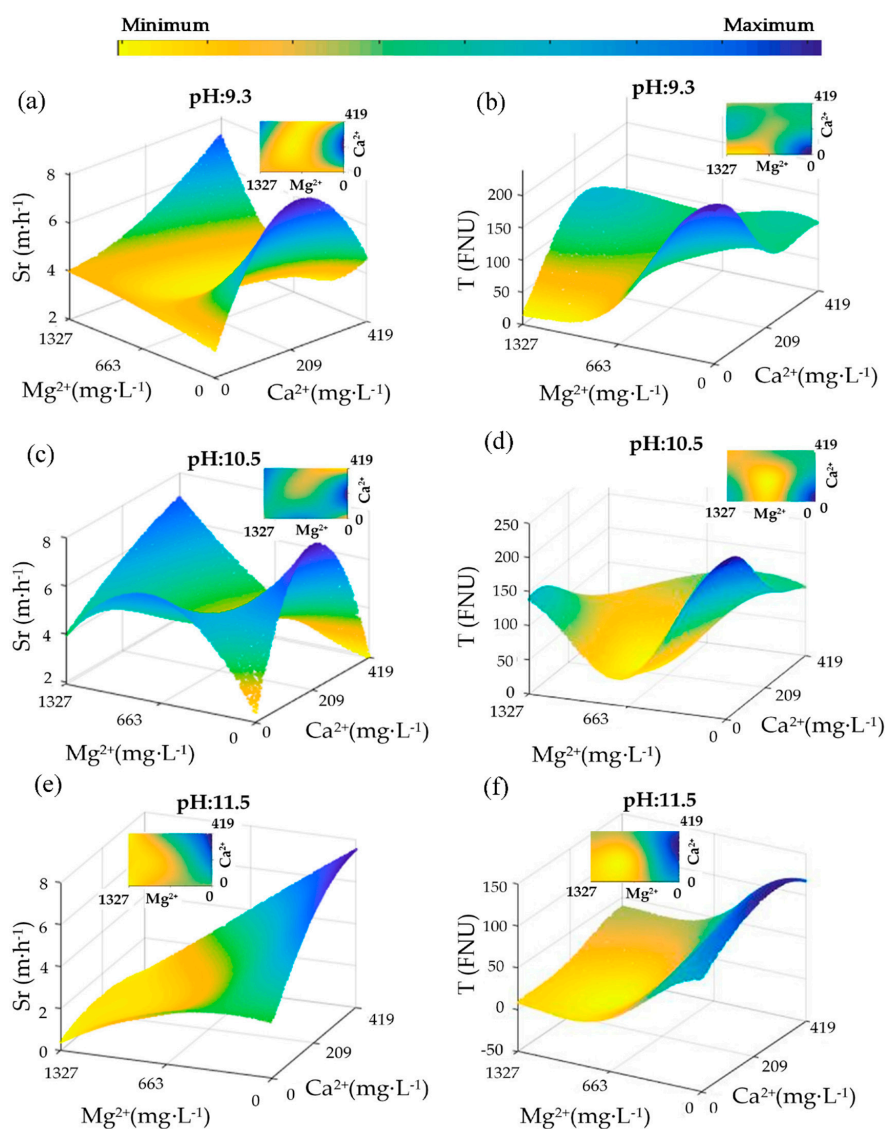 Minimum Maximum
(a) pH:9.3
419
Ca²⁺
0
1327 Mg²⁺ 0
8
6
4
2
Sr (m·h⁻¹)
1327
663
0
Mg²⁺(mg·L⁻¹)
0
209
419
Ca²⁺(mg·L⁻¹)
(b) pH:9.3
419
Ca²⁺
0
1327 Mg²⁺ 0
200
150
100
50
0
T (FNU)
1327
663
0
Mg²⁺(mg·L⁻¹)
0
209
419
Ca²⁺(mg·L⁻¹)
(c) pH:10.5
419
Ca²⁺
0
1327 Mg²⁺ 0
8
6
4
2
Sr (m·h⁻¹)
1327
663
0
Mg²⁺(mg·L⁻¹)
0
209
419
Ca²⁺(mg·L⁻¹)
(d) pH:10.5
419
Ca²⁺
0
1327 Mg²⁺ 0
250
200
150
100
50
0
T (FNU)
1327
663
0
Mg²⁺(mg·L⁻¹)
0
209
419
Ca²⁺(mg·L⁻¹)
(e) pH:11.5
419
Ca²⁺
0
1327 Mg²⁺ 0
8
6
4
2
0
Sr (m·h⁻¹)
1327
663
0
Mg²⁺(mg·L⁻¹)
0
209
419
Ca²⁺(mg·L⁻¹)
(f) pH:11.5
419
Ca²⁺
0
1327 Mg²⁺ 0
150
100
50
0
-50
T (FNU)
1327
663
0
Mg²⁺(mg·L⁻¹)
0
209
419
Ca²⁺(mg·L⁻¹)